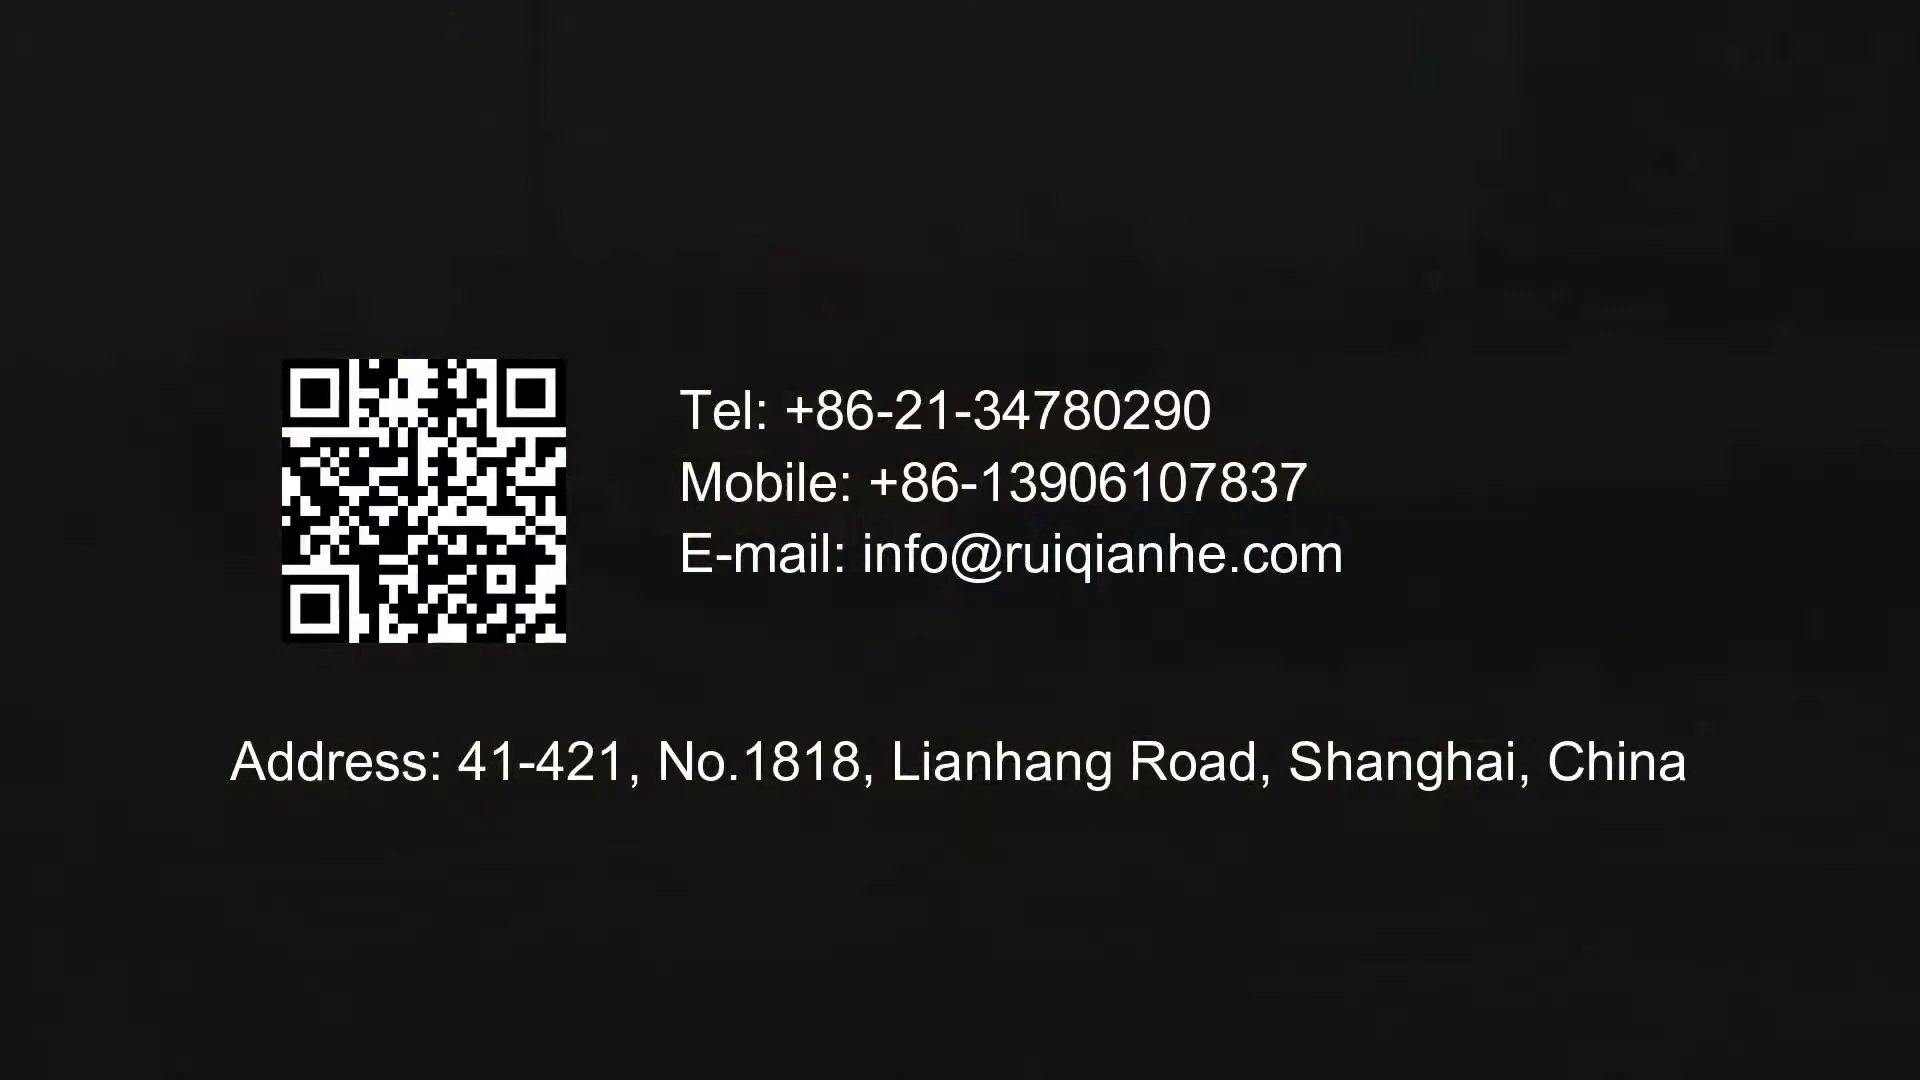 Tel: +86-21-34780290
Mobile: +86-13906107837
E-mail: info@ruiqianhe.com
Address: 41-421, No.1818, Lianhang Road, Shanghai, China